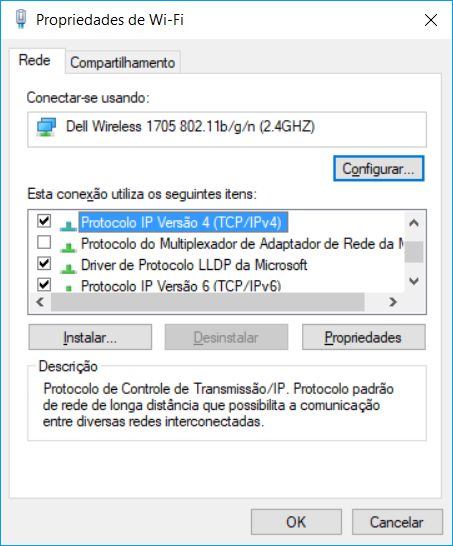 Propriedades de Wi-Fi
Rede
Compartilhamento
Conectar-se usando:
Dell Wireless 1705 802.11b/g/n (2.4GHZ)
Configurar...
Esta conexão utiliza os seguintes itens:
Protocolo IP Versão 4 (TCP/IPv4)
Protocolo do Multiplexador de Adaptador de Rede da
Driver de Protocolo LLDP da Microsoft
Protocolo IP Versão 6 (TCP/IPv6)
Instalar...
Desinstalar
Propriedades
Descrição
Protocolo de Controle de Transmissão/IP. Protocolo padrão
de rede de longa distância que possibilita a comunicação
entre diversas redes interconectadas.
OK
Cancelar